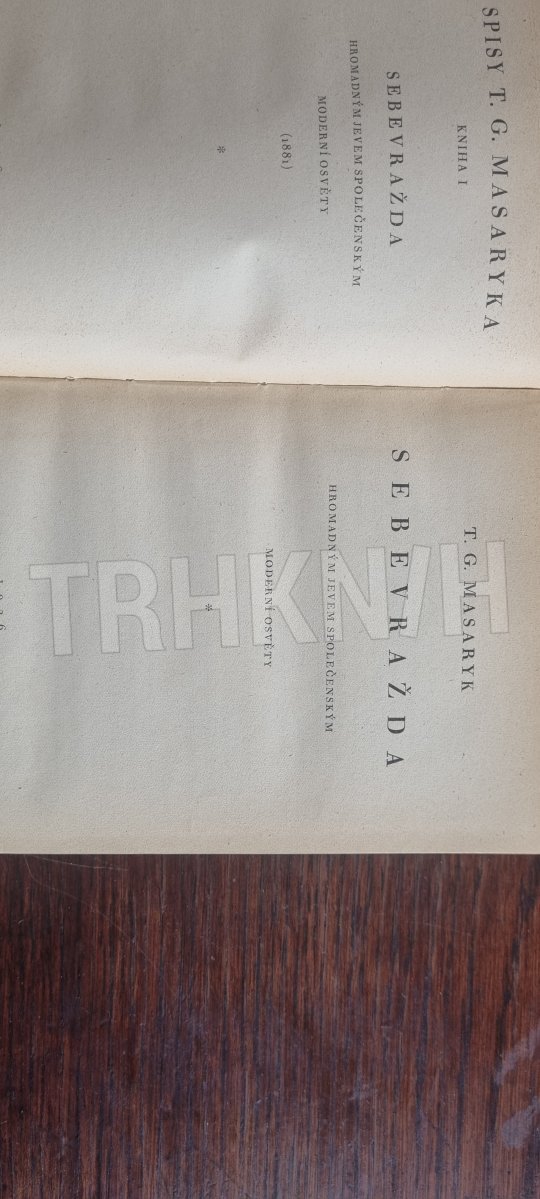 SPISY T. G. MASARYKA
KNIHA I
SEBEVRAŽDA
HROMADNÝM JEVEM SPOLEČENSKÝM
MODERNÍ OSVĚTY
(1881)
*
T. G. MASARYK
SEBEVRAŽDA
HROMADNÝM JEVEM SPOLEČENSKÝM
MODERNÍ OSVĚTY
*
TRHKNIH